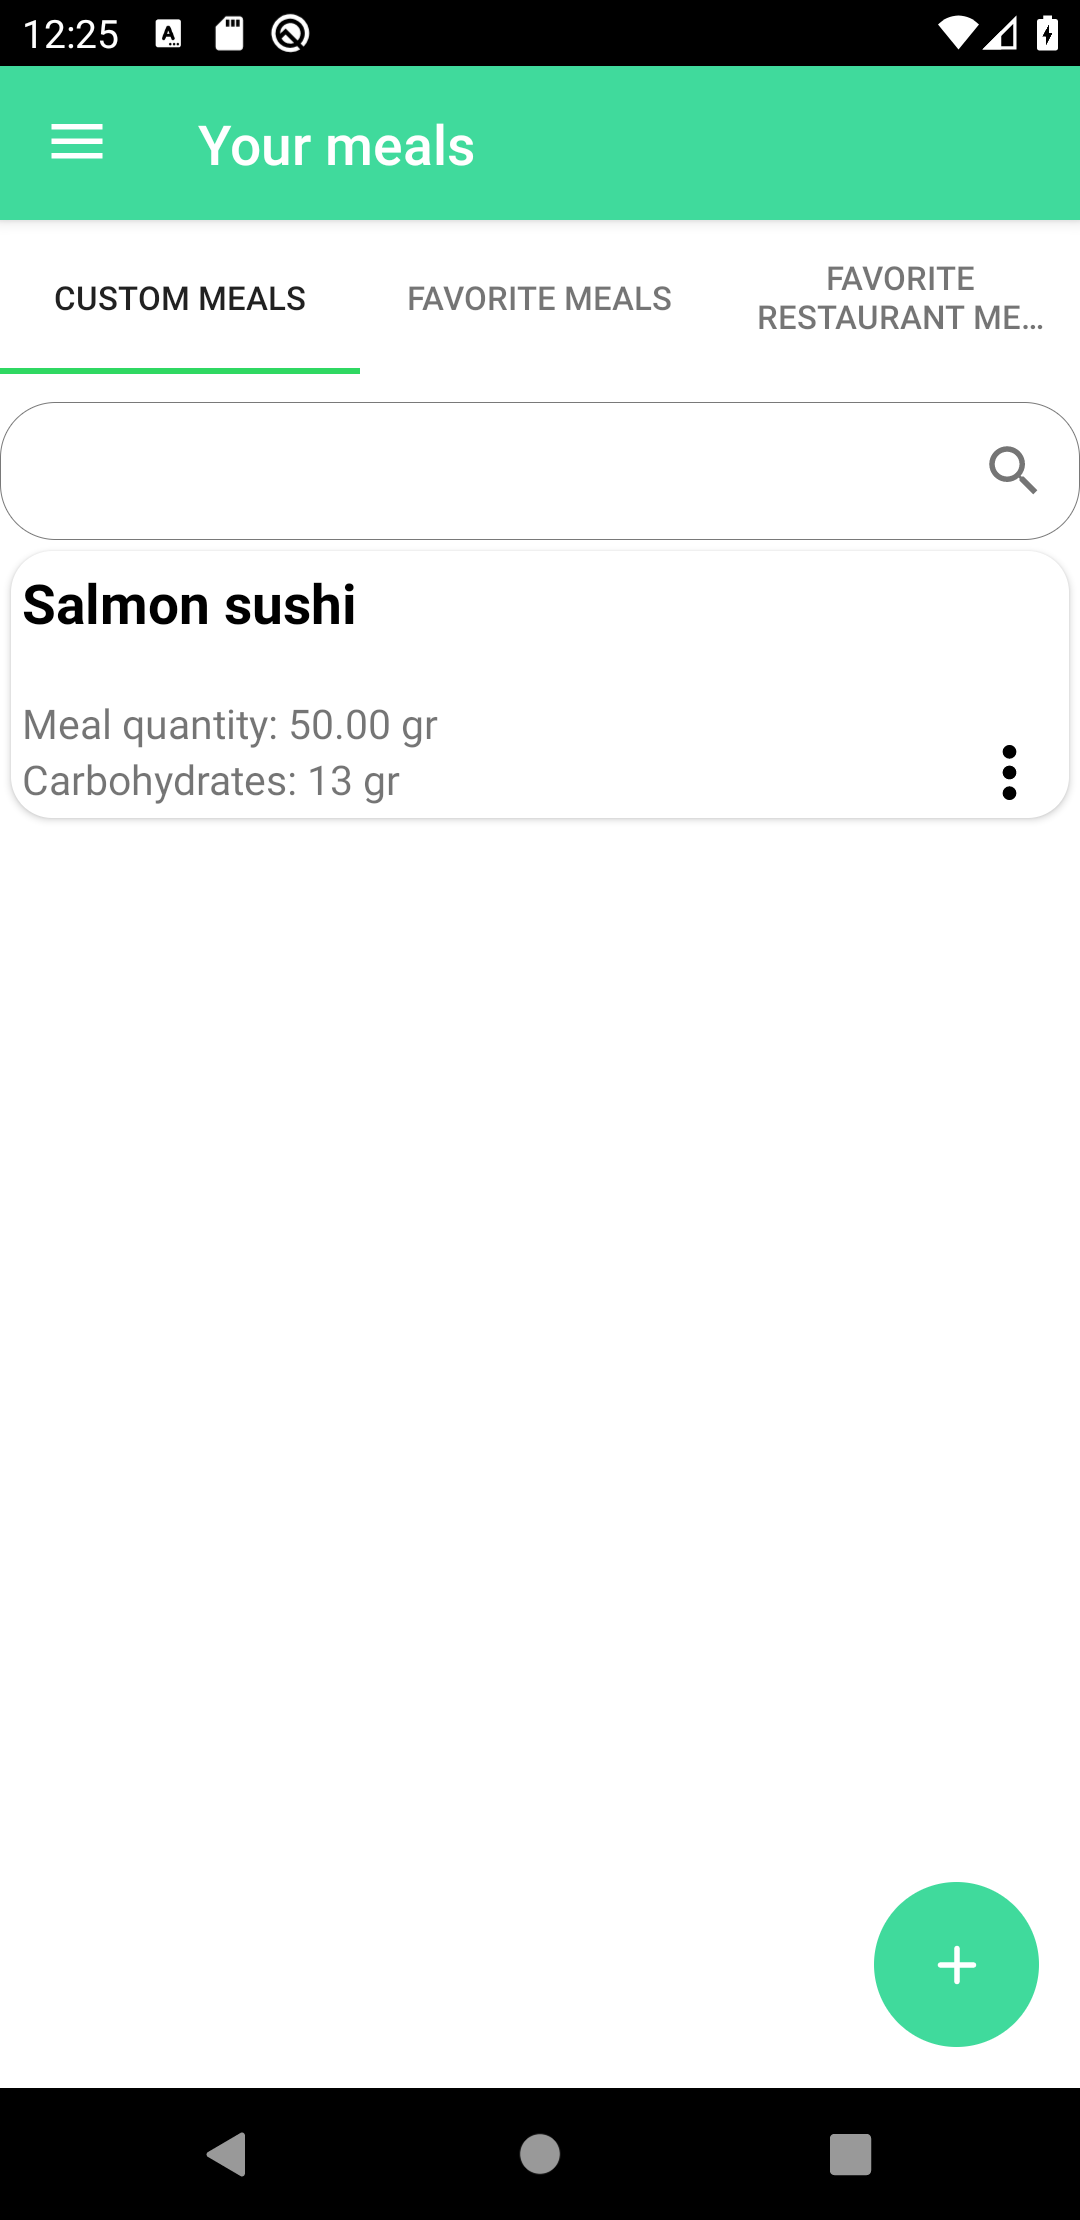 12:25
Your meals
CUSTOM MEALS
FAVORITE MEALS
FAVORITE
RESTAURANT ME...
Salmon sushi
Meal quantity: 50.00 gr
Carbohydrates: 13 gr